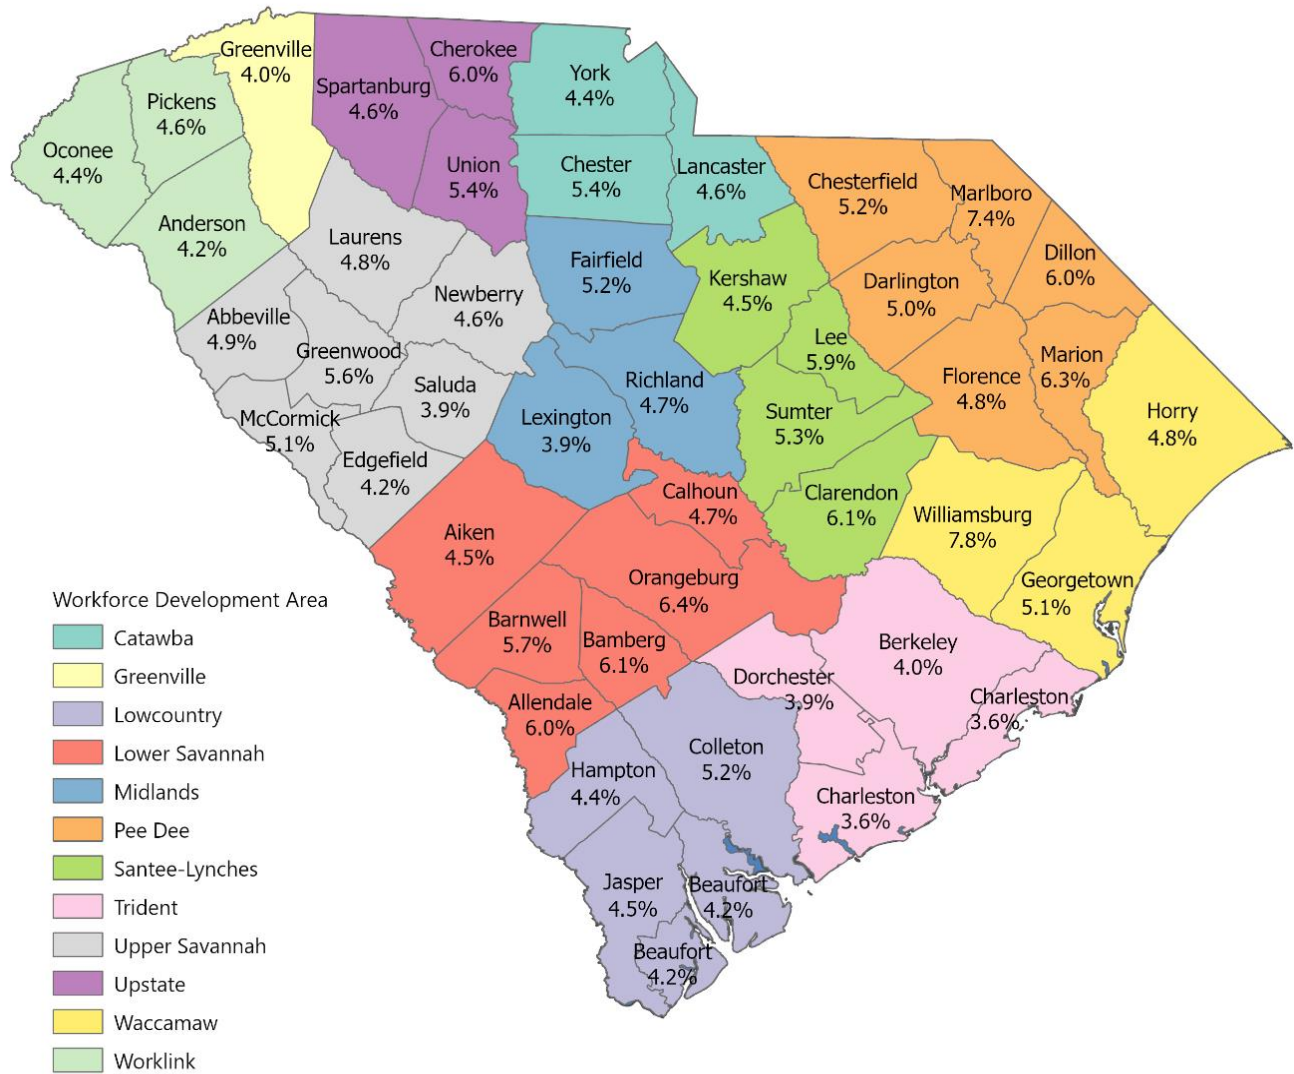 Greenville
4.0%
Cherokee
6.0%
Spartanburg
4.6%
York
4.4%
Pickens
4.6%
Oconee
4.4%
Union
5.4%
Chester
5.4%
Lancaster
4.6%
Chesterfield
5.2%
Marlboro
7.4%
Anderson
4.2%
Laurens
4.8%
Fairfield
5.2%
Kershaw
4.5%
Darlington
5.0%
Dillon
6.0%
Newberry
4.6%
Abbeville
4.9%
Greenwood
5.6%
Lee
5.9%
Marion
6.3%
Saluda
3.9%
Richland
4.7%
Florence
4.8%
McCormick
5.1%
Lexington
3.9%
Sumter
5.3%
Horry
4.8%
Edgefield
4.2%
Calhoun
4.7%
Clarendon
6.1%
Williamsburg
7.8%
Aiken
4.5%
Orangeburg
6.4%
Georgetown
5.1%
Barnwell
5.7%
Bamberg
6.1%
Berkeley
4.0%
Dorchester
3.9%
Charleston
3.6%
Allendale
6.0%
Colleton
5.2%
Hampton
4.4%
Charleston
3.6%
Jasper
4.5%
Beaufort
4.2%
Beaufort
4.2%
Workforce Development Area
Catawba
Greenville
Lowcountry
Lower Savannah
Midlands
Pee Dee
Santee-Lynches
Trident
Upper Savannah
Upstate
Waccamaw
Worklink